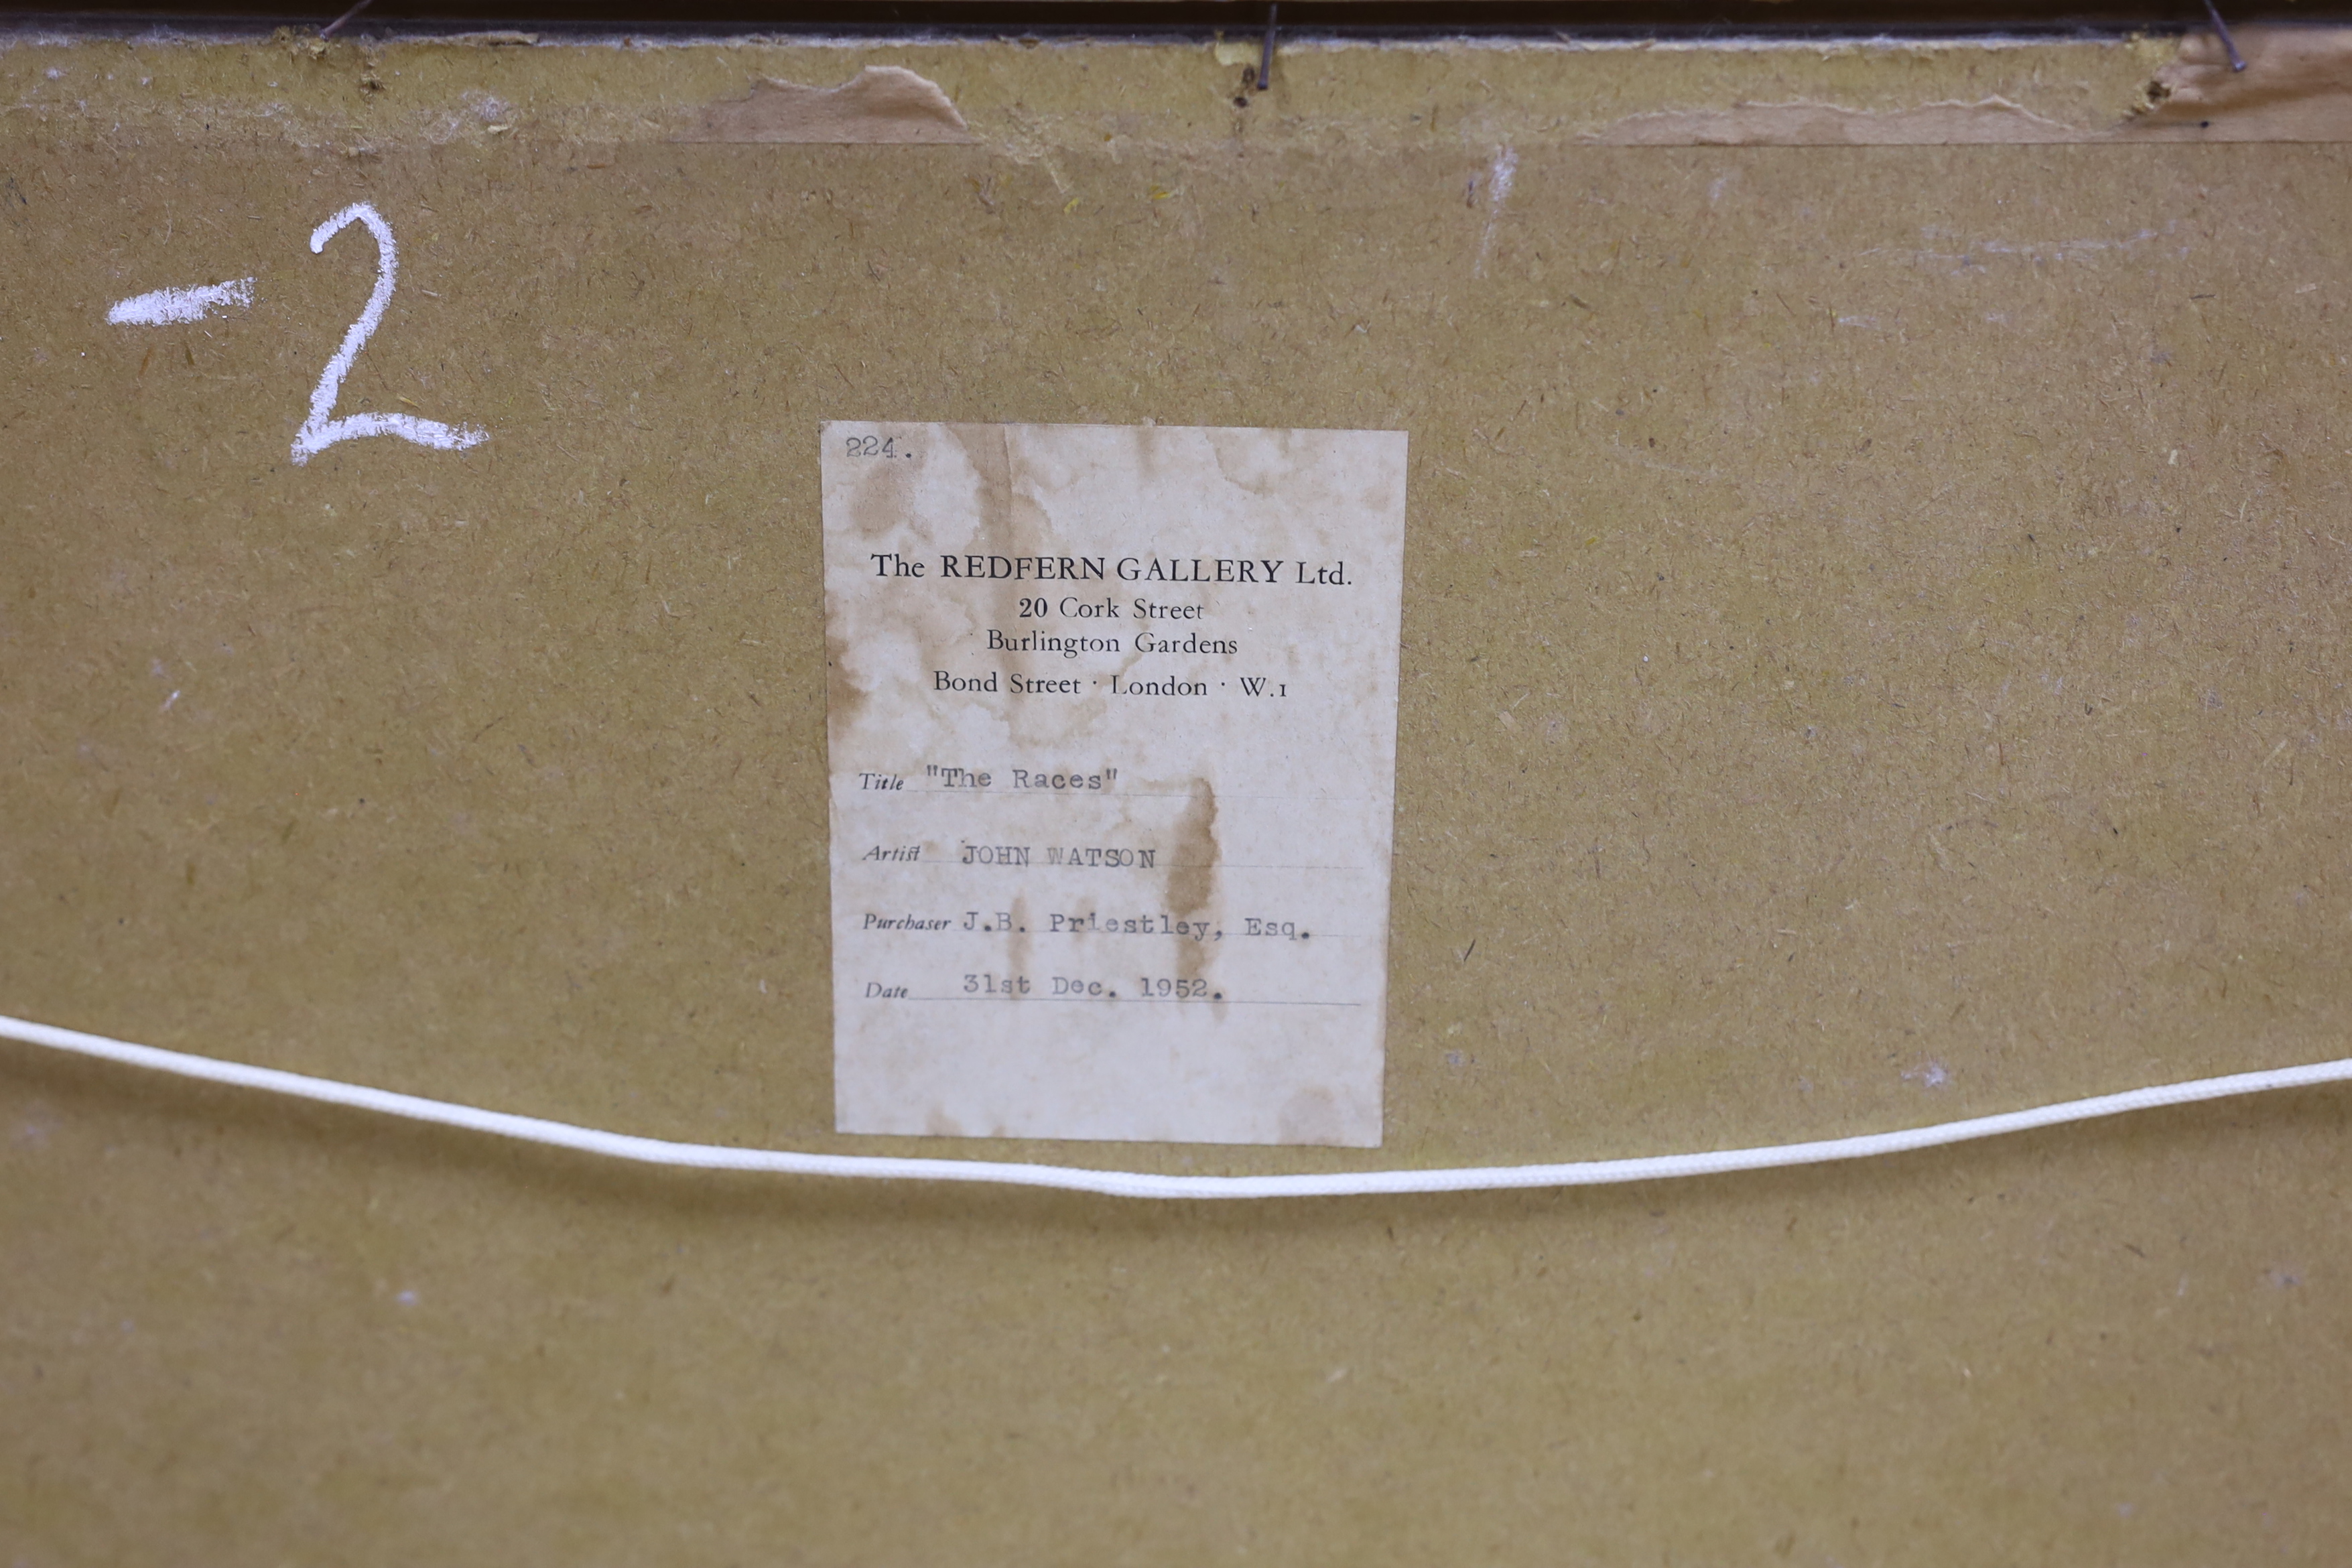 -2
224.
The REDFERN GALLERY Ltd.
20 Cork Street
Burlington Gardens
Bond Street · London · W.1
Title "The Races"
Artist JOHN WATSON
Purchaser J.B. Priestley, Esq.
Date 31st Dec. 1952.